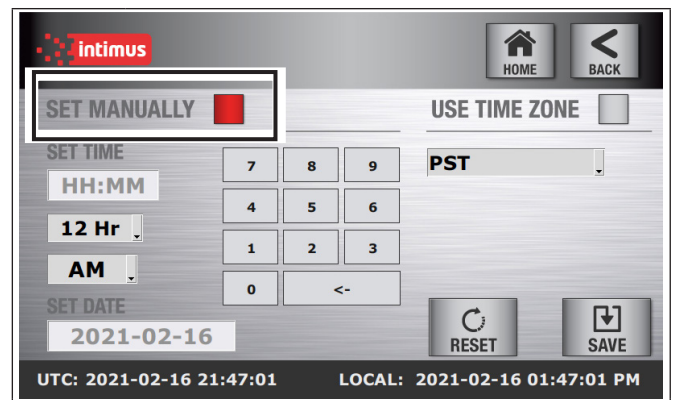 intimus
HOME
BACK
SET MANUALLY
USE TIME ZONE
SET TIME
HH:MM
12 Hr
AM
SET DATE
2021-02-16
7 8 9
4 5 6
1 2 3
0 <-
PST
RESET
SAVE
UTC: 2021-02-16 21:47:01 LOCAL: 2021-02-16 01:47:01 PM